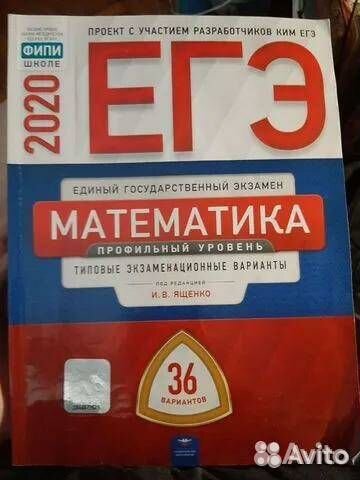 ПРОЕКТ С УЧАСТИЕМ РАЗРАБОТЧИКОВ КИМ ЕГЭ
ФИПИ
ШКОЛЕ
2020
ЕГЭ
ЕДИНЫЙ ГОСУДАРСТВЕННЫЙ ЭКЗАМЕН
МАТЕМАТИКА
ПРОФИЛЬНЫЙ УРОВЕНЬ
ТИПОВЫЕ ЭКЗАМЕНАЦИОННЫЕ ВАРИАНТЫ
ПОД РЕДАКЦИЕЙ
И. В. ЯЩЕНКО
36
ВАРИАНТОВ
Avito